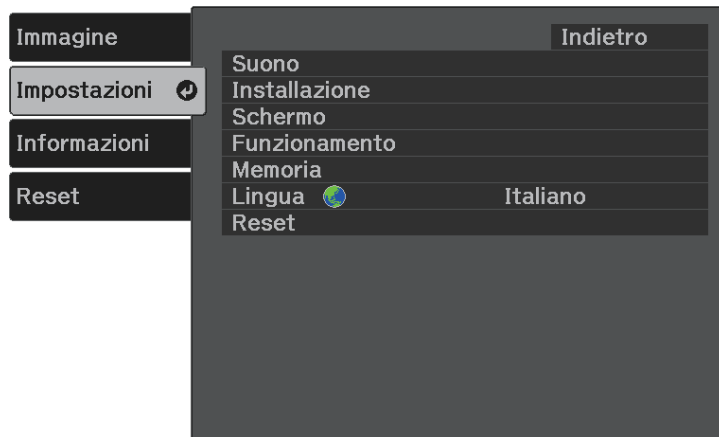 Immagine
Impostazioni
Informazioni
Reset
Indietro
Suono
Installazione
Schermo
Funzionamento
Memoria
Lingua Italiano
Reset